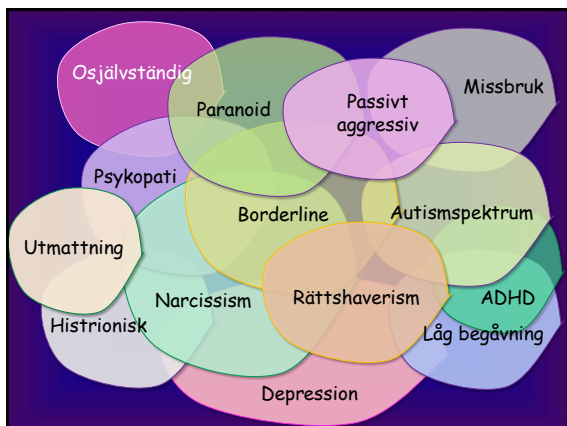 Osjälvständig
Paranoid
Passivt
aggressiv
Missbruk
Psykopati
Borderline
Autismspektrum
Utmattning
Narcissism
Rättshaverism
ADHD
Histrionisk
Låg begåvning
Depression